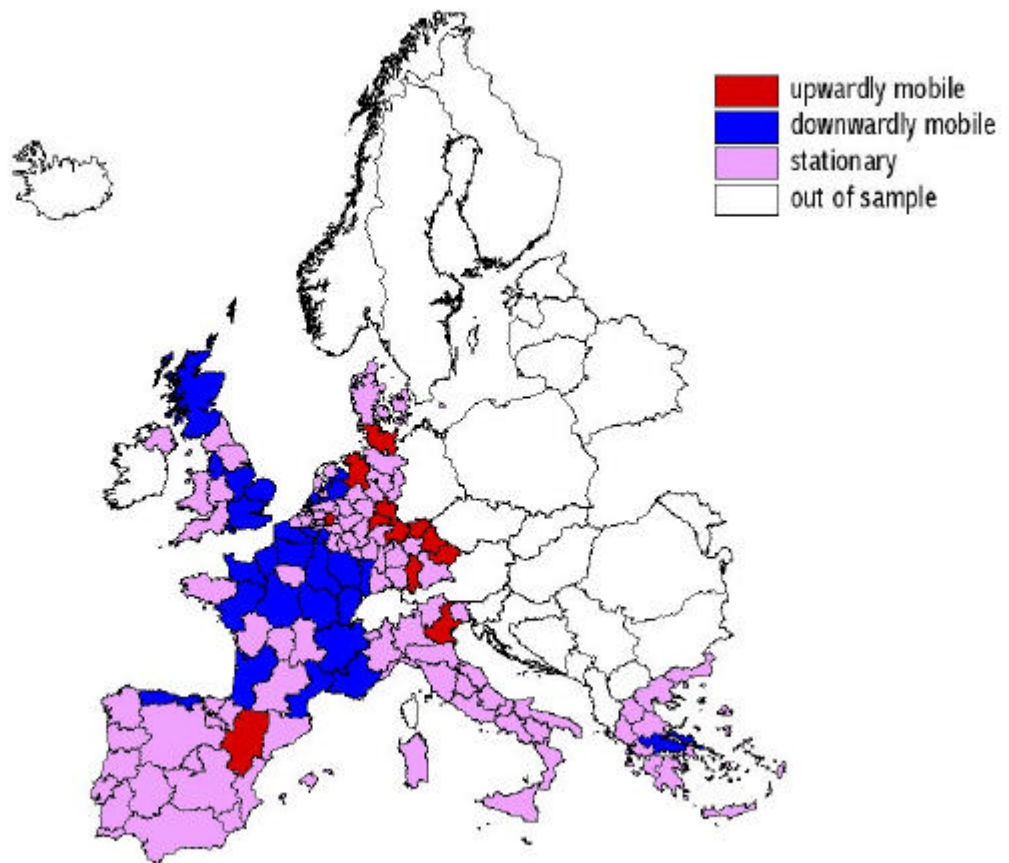 upwardly mobile
downwardly mobile
stationary
out of sample